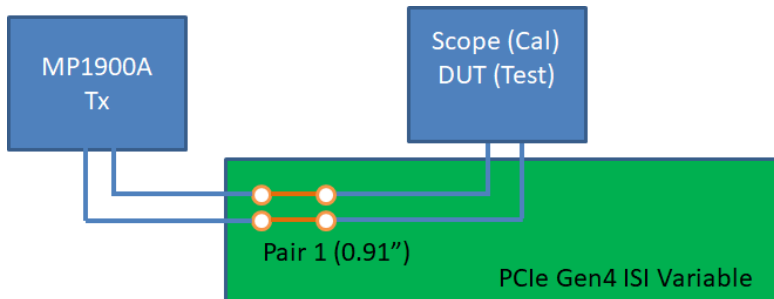 MP1900A
Tx
Scope (Cal)
DUT (Test)
Pair 1 (0.91”)
PCIe Gen4 ISI Variable